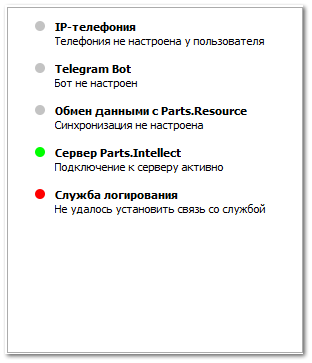 IP-телефония
Телефония не настроена у пользователя
Telegram Bot
Бот не настроен
Обмен данными с Parts.Resource
Синхронизация не настроена
Сервер Parts.Intellect
Подключение к серверу активно
Служба логирования
Не удалось установить связь со службой